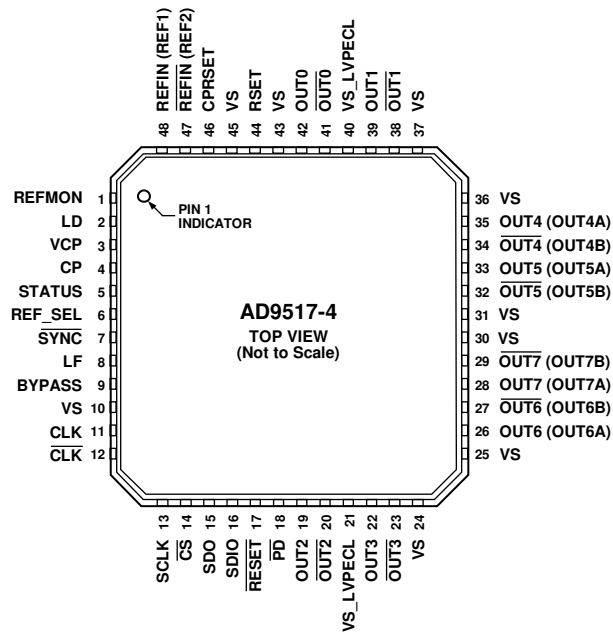 48 REFIN (REF1)
47 REFIN (REF2)
46 CPRSET
45 VS
44 RSET
43 VS
42 OUT0
41 OUT0
40 VS_LVPECL
39 OUT1
38 OUT1
37 VS
REFMON 1
LD 2
VCP 3
CP 4
STATUS 5
REF_SEL 6
SYNC 7
LF 8
BYPASS 9
VS 10
CLK 11
CLK 12
PIN 1
INDICATOR
AD9517-4
TOP VIEW
(Not to Scale)
36 VS
35 OUT4 (OUT4A)
34 OUT4 (OUT4B)
33 OUT5 (OUT5A)
32 OUT5 (OUT5B)
31 VS
30 VS
29 OUT7 (OUT7B)
28 OUT7 (OUT7A)
27 OUT6 (OUT6B)
26 OUT6 (OUT6A)
25 VS
SCLK 13
CS 14
SDO 15
SDIO 16
RESET 17
PD 18
OUT2 19
OUT2 20
VS_LVPECL 21
OUT3 22
OUT3 23
VS 24